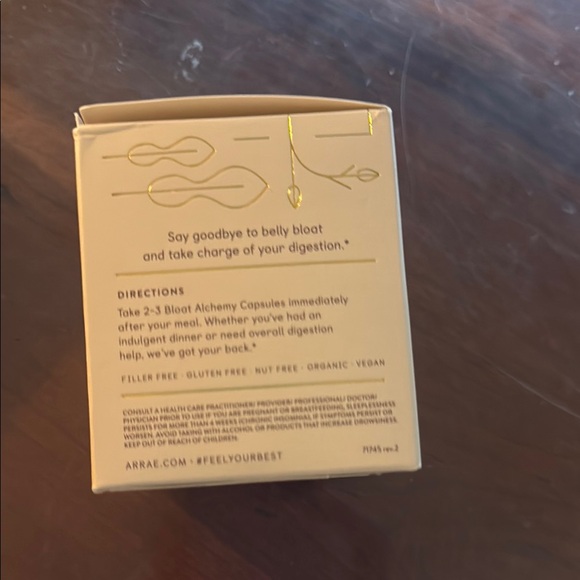 Say goodbye to belly bloat
and take charge of your digestion.*
DIRECTIONS
Take 2-3 Bloat Alchemy Capsules immediately
after your meal. Whether you've had an
indulgent dinner or need overall digestion
help, we've got your back.*
FILLER FREE · GLUTEN FREE · NUT FREE · ORGANIC · VEGAN
CONSULT A HEALTH CARE PRACTITIONER/ PROVIDER/ PROFESSIONAL/ DOCTOR/
PHYSICIAN PRIOR TO USE IF YOU ARE PREGNANT OR BREASTFEEDING, SLEEPLESSNESS
PERSISTS FOR MORE THAN 4 WEEKS (CHRONIC INSOMNIA), IF SYMPTOMS PERSIST OR
WORSEN. AVOID TAKING WITH ALCOHOL OR PRODUCTS THAT INCREASE DROWSINESS.
KEEP OUT OF REACH OF CHILDREN.
ARRAE.COM · #FEELYOURBEST
71745 rev.2